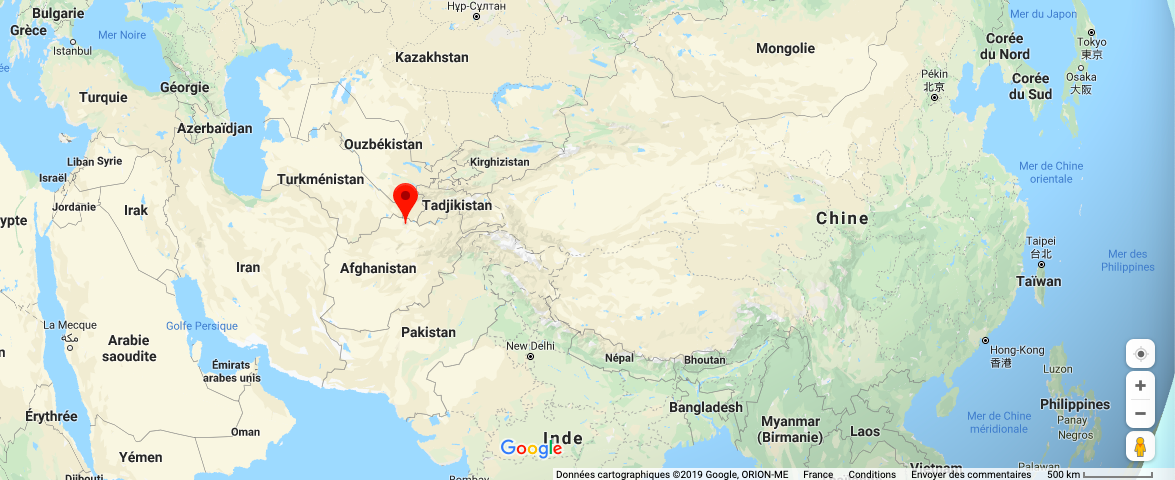 Bulgarie
Нұр-Сұлтан
Mer du Japon
Grèce
Mer Noire
Istanbul
Corée
du Nord
Tokyo
東京
Mongolie
Kazakhstan
Géorgie
Turquie
Pékin
北京
Corée
du Sud
Osaka
大阪
Azerbaïdjan
Ouzbékistan
Liban
Syrie
Kirghizistan
Mer de Chine
orientale
Israël
Turkménistan
Jordanie
Irak
Tadjikistan
Chine
ypte
Taipei
台北
Mer des
Philippines
Iran
Afghanistan
Taïwan
La Mecque
مكة
Golfe Persique
Pakistan
Arabie
saoudite
New Delhi
Népal
Bhoutan
Hong-Kong
香港
Émirats
arabes unis
Luzon
Érythrée
Bangladesh
Philippines
Oman
Myanmar
(Birmanie)
Laos
Mer de Chine
méridionale
Panay
Negros
Inde
Google
Yémen
Vietnam
Palawan
Djibouti
Bombay
Données cartographiques ©2019 Google, ORION-ME
France
Conditions
Envoyer des commentaires
500 km